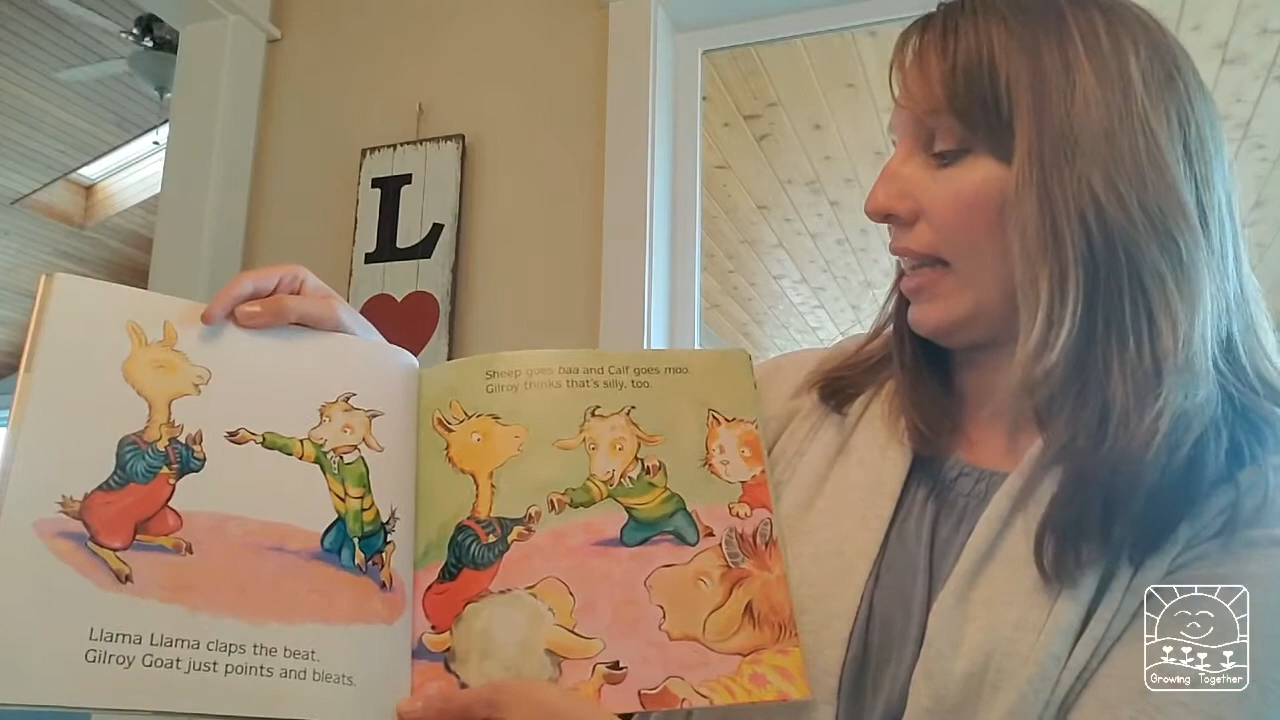 L
Llama Llama claps the beat.
Gilroy Goat just points and bleats.
Sheep goes baa and Calf goes moo.
Gilroy thinks that's silly, too.
Growing Together